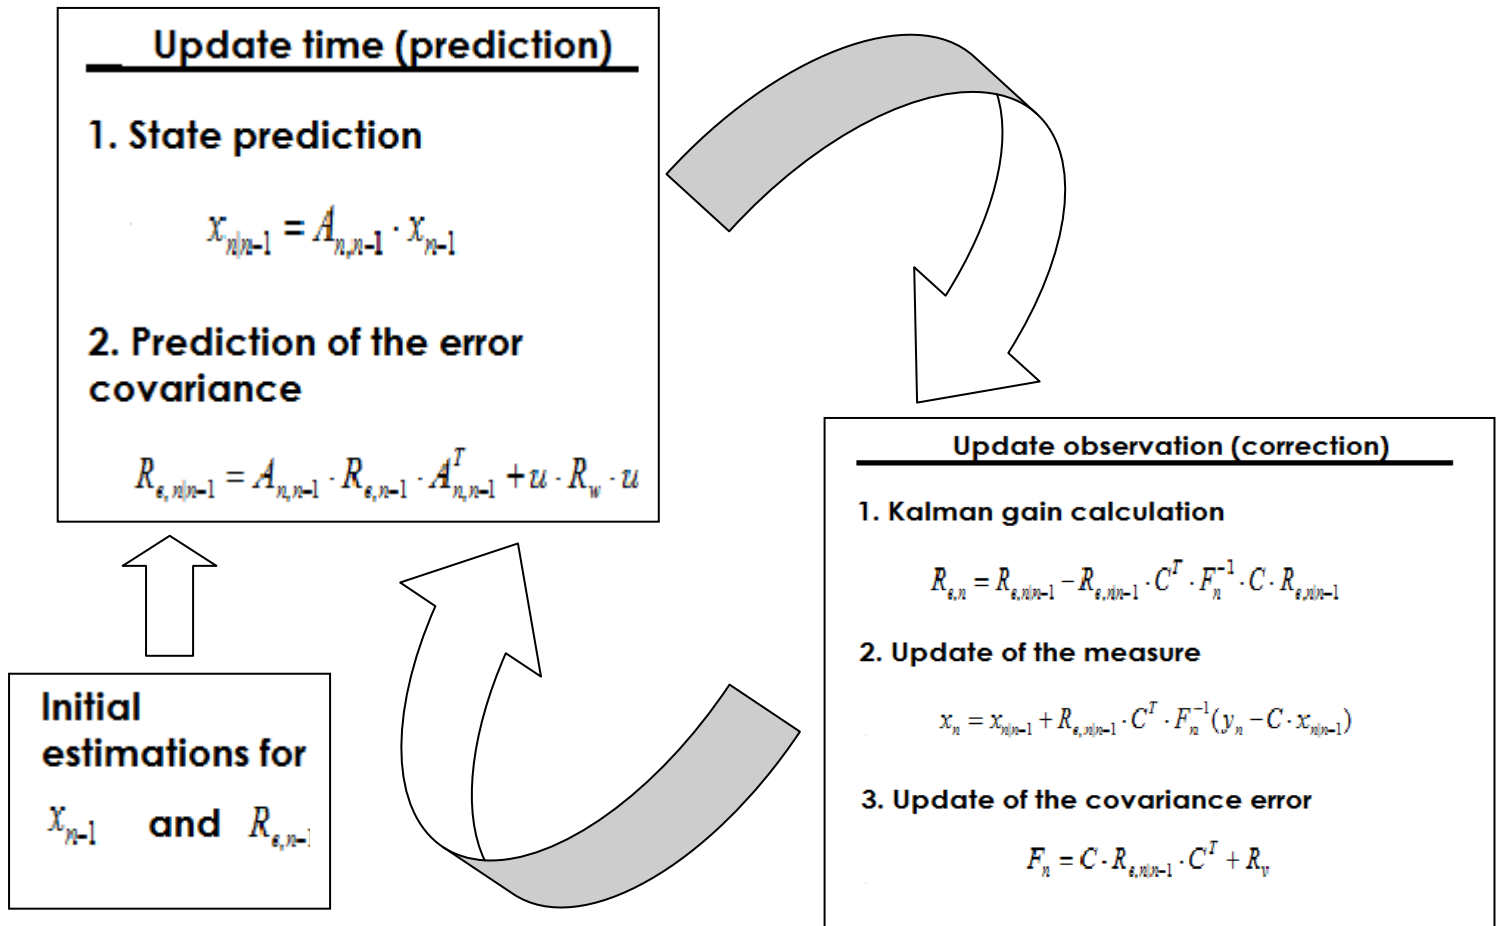 Update time (prediction)
1. State prediction
x_{n|n-1} = A_{n,n-1} · x_{n-1}
2. Prediction of the error
covariance
R_{e,n|n-1} = A_{n,n-1} · R_{e,n-1} · A^T_{n,n-1} + u · R_w · u
Initial
estimations for
x_{n-1} and R_{e,n-1}
Update observation (correction)
1. Kalman gain calculation
R_{e,n} = R_{e,n|n-1} − R_{e,n|n-1} · C^T · F_n^{-1} · C · R_{e,n|n-1}
2. Update of the measure
x_n = x_{n|n-1} + R_{e,n|n-1} · C^T · F_n^{-1}(y_n − C · x_{n|n-1})
3. Update of the covariance error
F_n = C · R_{e,n|n-1} · C^T + R_v